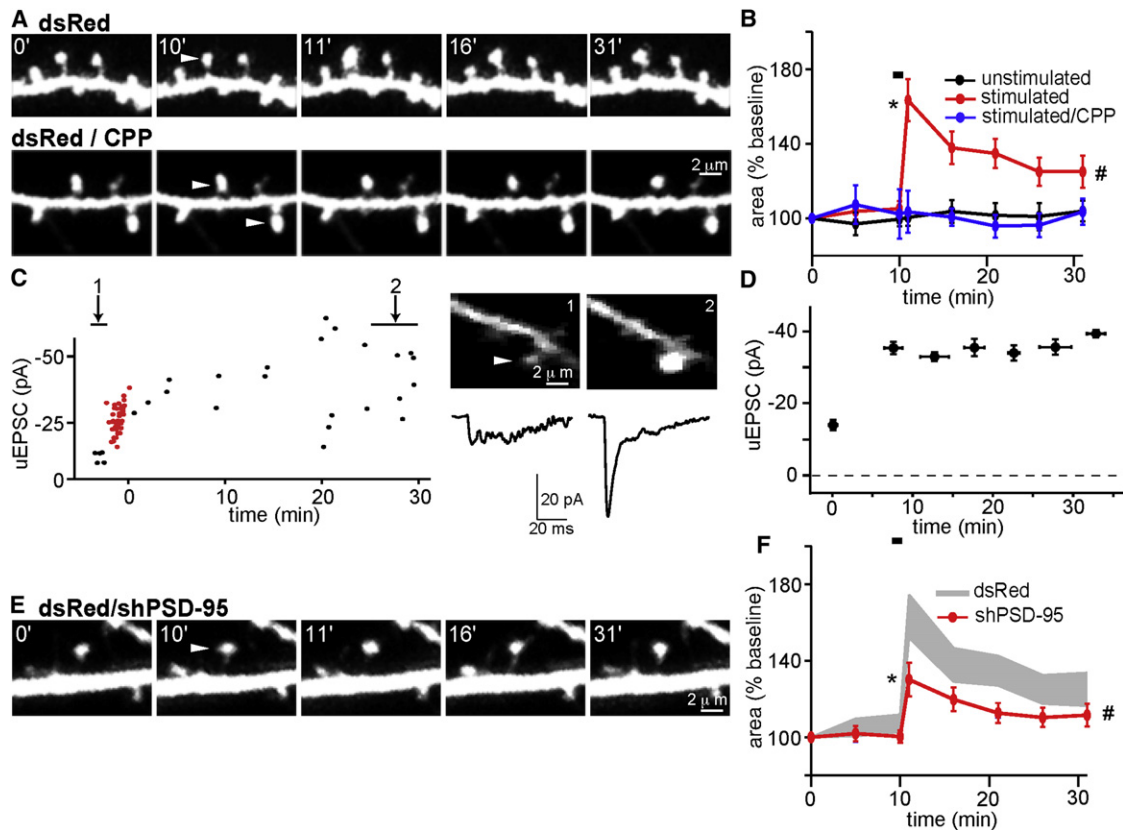 A dsRed
0' 10' 11' 16' 31'
dsRed / CPP
2 μm
B
180
140
100
area (% baseline)
*
#
unstimulated
stimulated
stimulated/CPP
0 10 20 30
time (min)
C
1 2
-50
-25
0
uEPSC (pA)
0 10 20 30
time (min)
1 2
2 μ m
20 pA
20 ms
D
-40
-20
-10
0
uEPSC (pA)
0 10 20 30
time (min)
E dsRed/shPSD-95
0' 10' 11' 16' 31'
2 μ m
F
180
140
100
area (% baseline)
*
#
dsRed
shPSD-95
0 10 20 30
time (min)